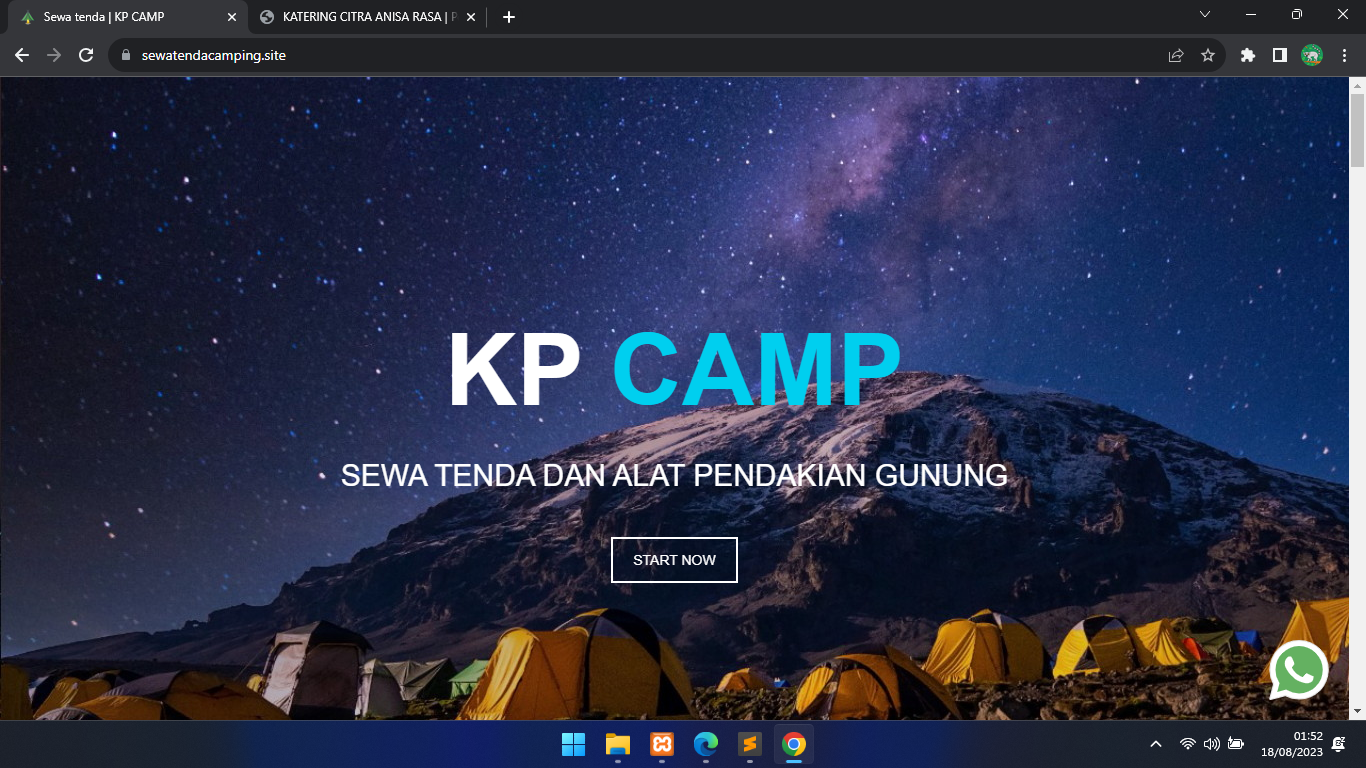 Sewa tenda | KP CAMP
KATERING CITRA ANISA RASA | P
sewatendacamping.site
KP CAMP
SEWA TENDA DAN ALAT PENDAKIAN GUNUNG
START NOW
01:52
18/08/2023